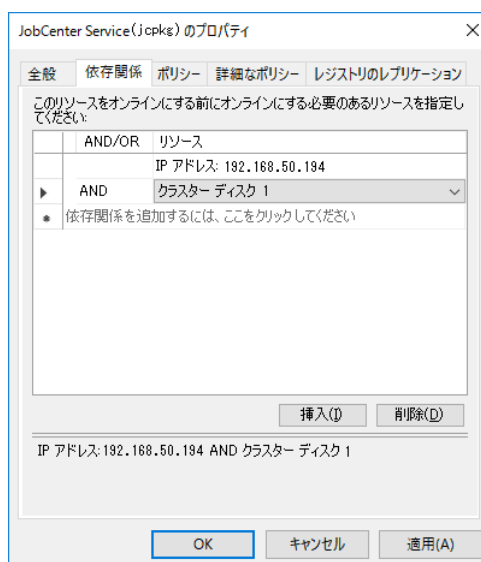 JobCenter Service(jcpkg) のプロパティ
全般 依存関係 ポリシー 詳細なポリシー レジストリのレプリケーション
このリソースをオンラインにする前にオンラインにする必要のあるリソースを指定し
てください:
AND/OR リソース
IP アドレス: 192.168.50.194
AND クラスター ディスク 1
依存関係を追加するには、ここをクリックしてください
挿入(I) 削除(D)
IP アドレス:192.168.50.194 AND クラスター ディスク 1
OK キャンセル 適用(A)